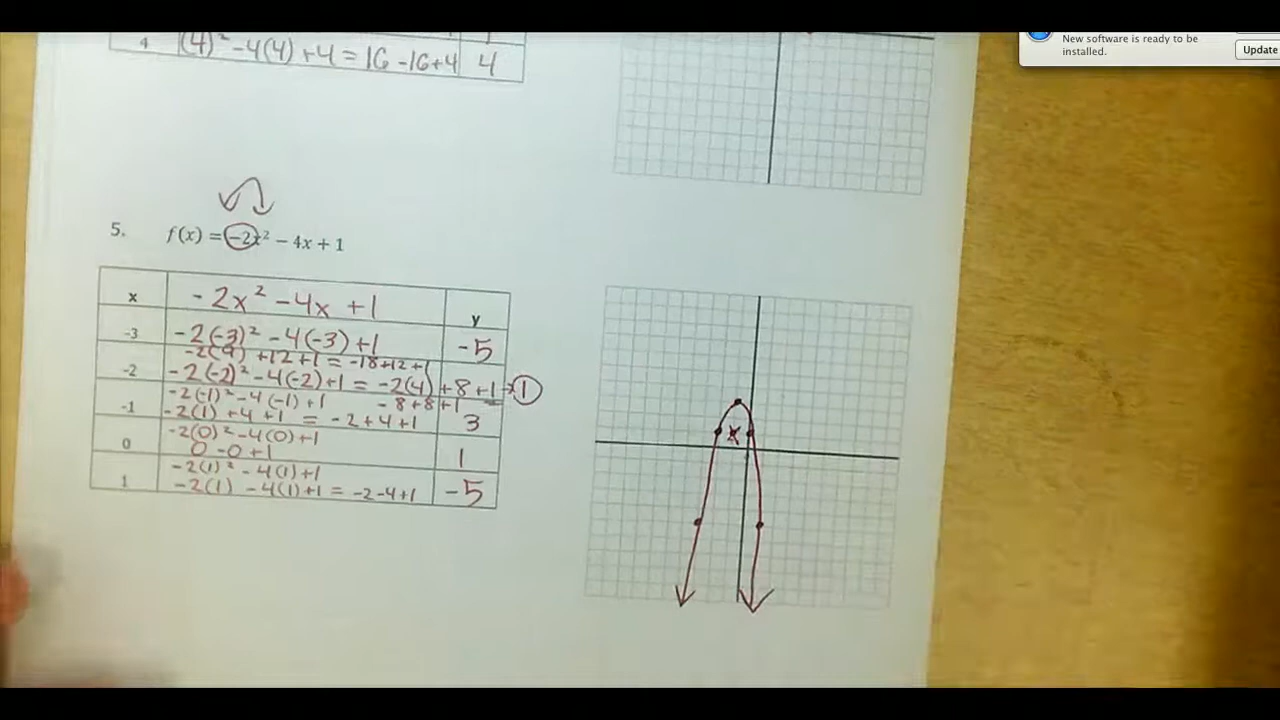 New software is ready to be
installed.
Update
4 (4)² -4(4) +4 = 16 -16+4 4
5. f(x) = -2x² - 4x + 1
x -2x² -4x +1 y
-3 -2(-3)² -4(-3) +1 -5
-2(9) +12 +1 = -18+12+1
-2 -2(-2)² -4(-2) +1 = -2(4) +8 +1 → 1
-8+8+1
-2(-1)² -4(-1) +1
-1 -2(1) +4 +1 = -2+4+1 3
-2(0)² -4(0) +1
0 0 -0 +1 1
-2(1)² -4(1) +1
1 -2(1) -4(1) +1 = -2-4+1 -5